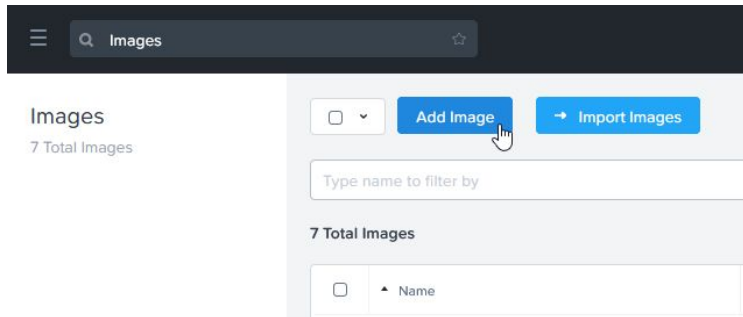 Images
Images
7 Total Images
Add Image
Import Images
Type name to filter by
7 Total Images
Name